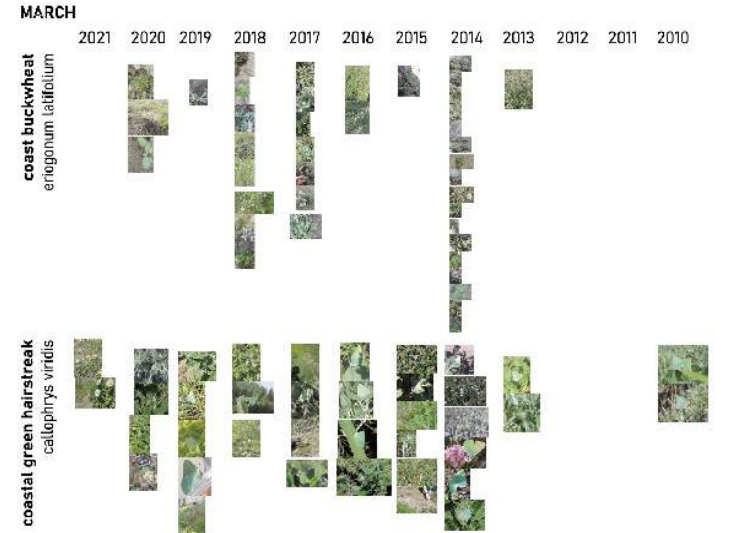 MARCH
2021 2020 2019 2018 2017 2016 2015 2014 2013 2012 2011 2010
coast buckwheat
eriogonum latifolium
coastal green hairstreak
callophrys viridis